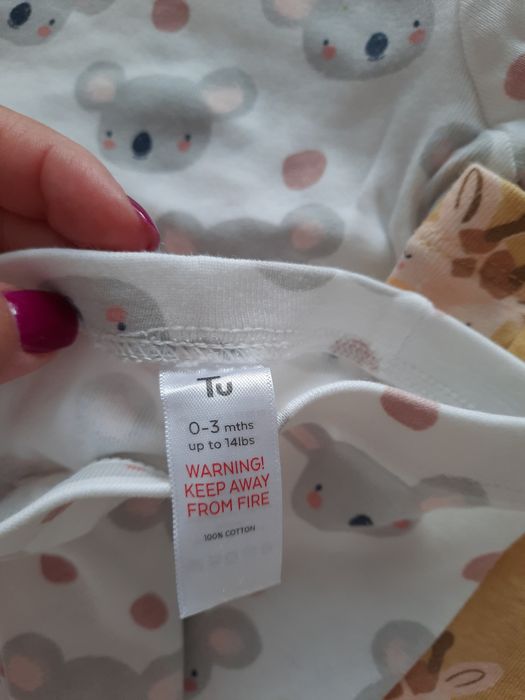 Tu
0-3 mths
up to 14lbs
WARNING!
KEEP AWAY
FROM FIRE
100% COTTON